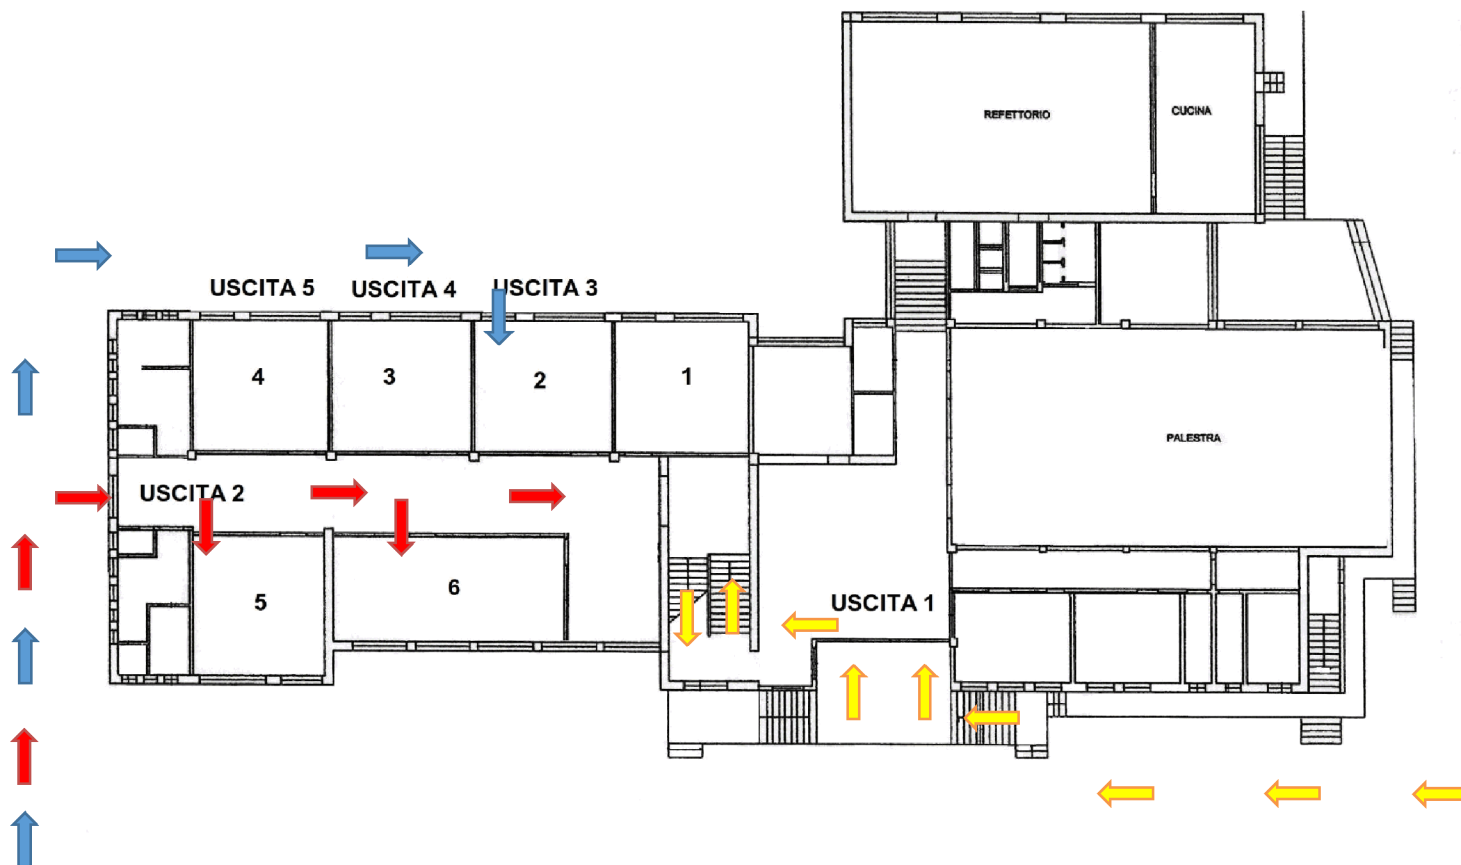 REFETTORIO
CUCINA
USCITA 5
USCITA 4
USCITA 3
4
3
2
1
PALESTRA
USCITA 2
5
6
USCITA 1